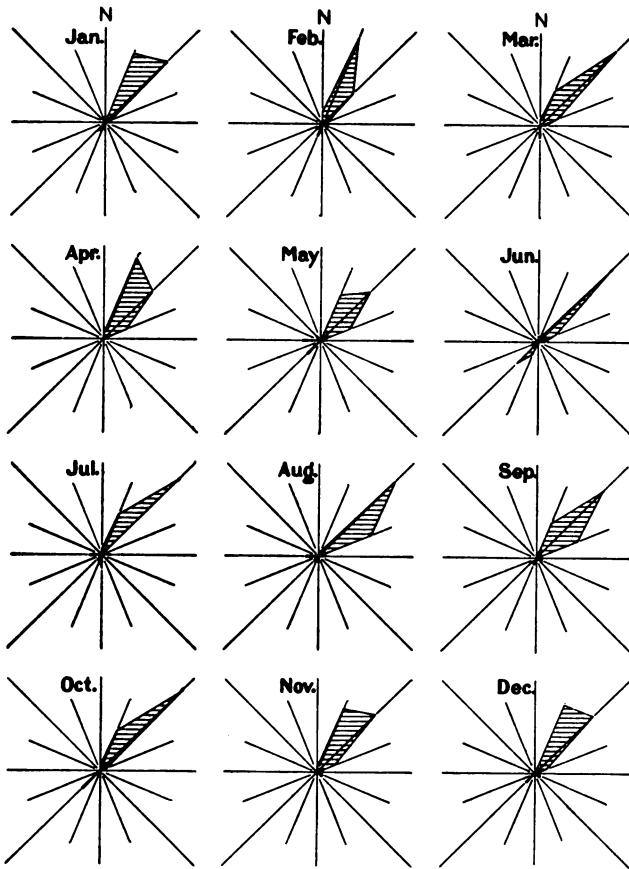 N N
Jan. Feb. Mar.
Apr. May Jun.
Jul. Aug. Sep.
Oct. Nov. Dec.